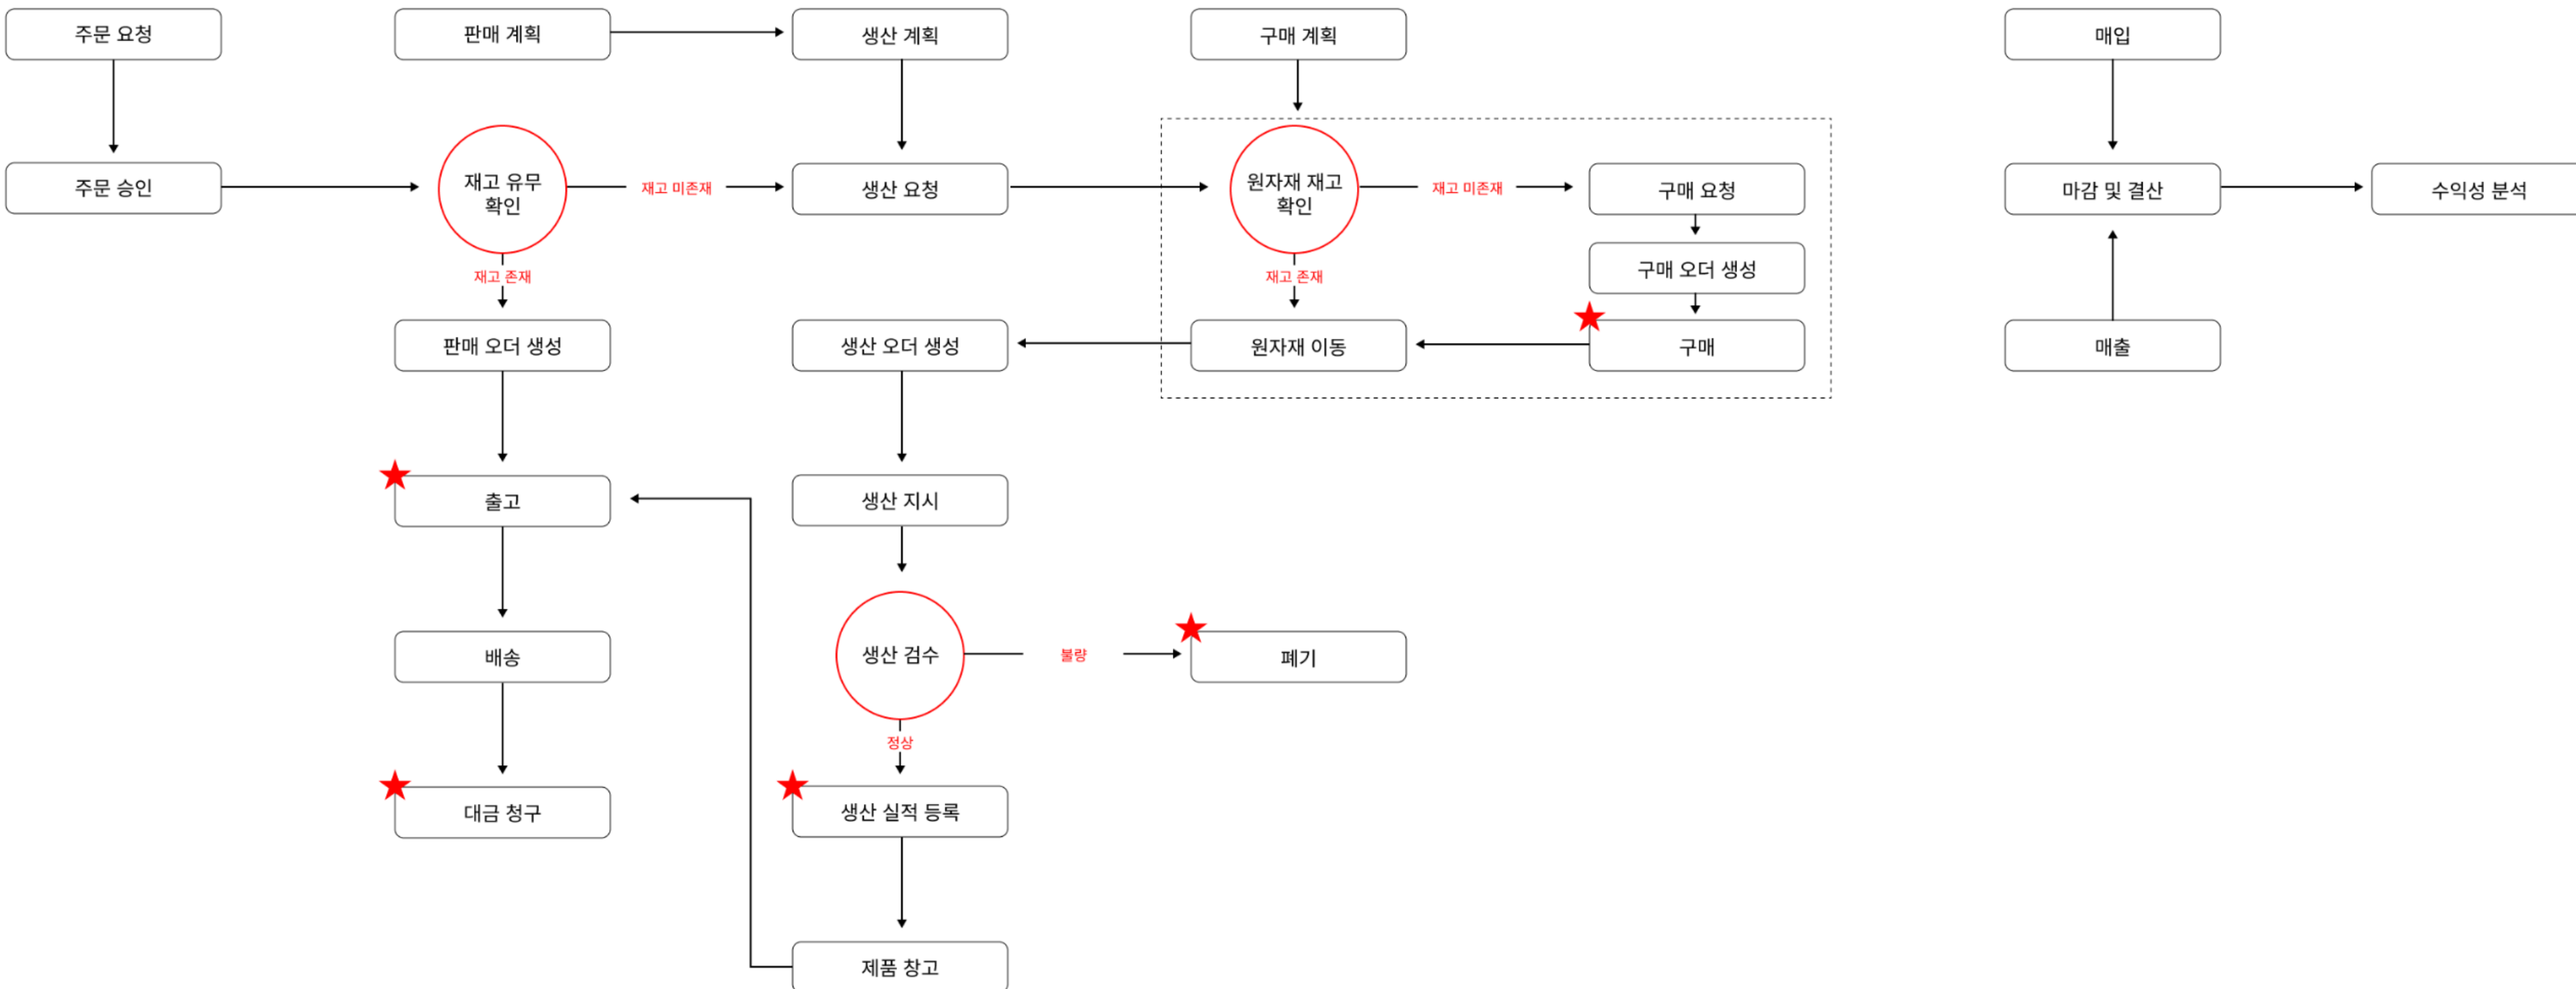 주문 요청
판매 계획
생산 계획
구매 계획
매입
주문 승인
재고 유무
확인
재고 미존재
생산 요청
원자재 재고
확인
재고 미존재
구매 요청
마감 및 결산
수익성 분석
재고 존재
재고 존재
구매 오더 생성
판매 오더 생성
생산 오더 생성
원자재 이동
구매
매출
출고
생산 지시
배송
생산 검수
불량
폐기
정상
대금 청구
생산 실적 등록
제품 창고